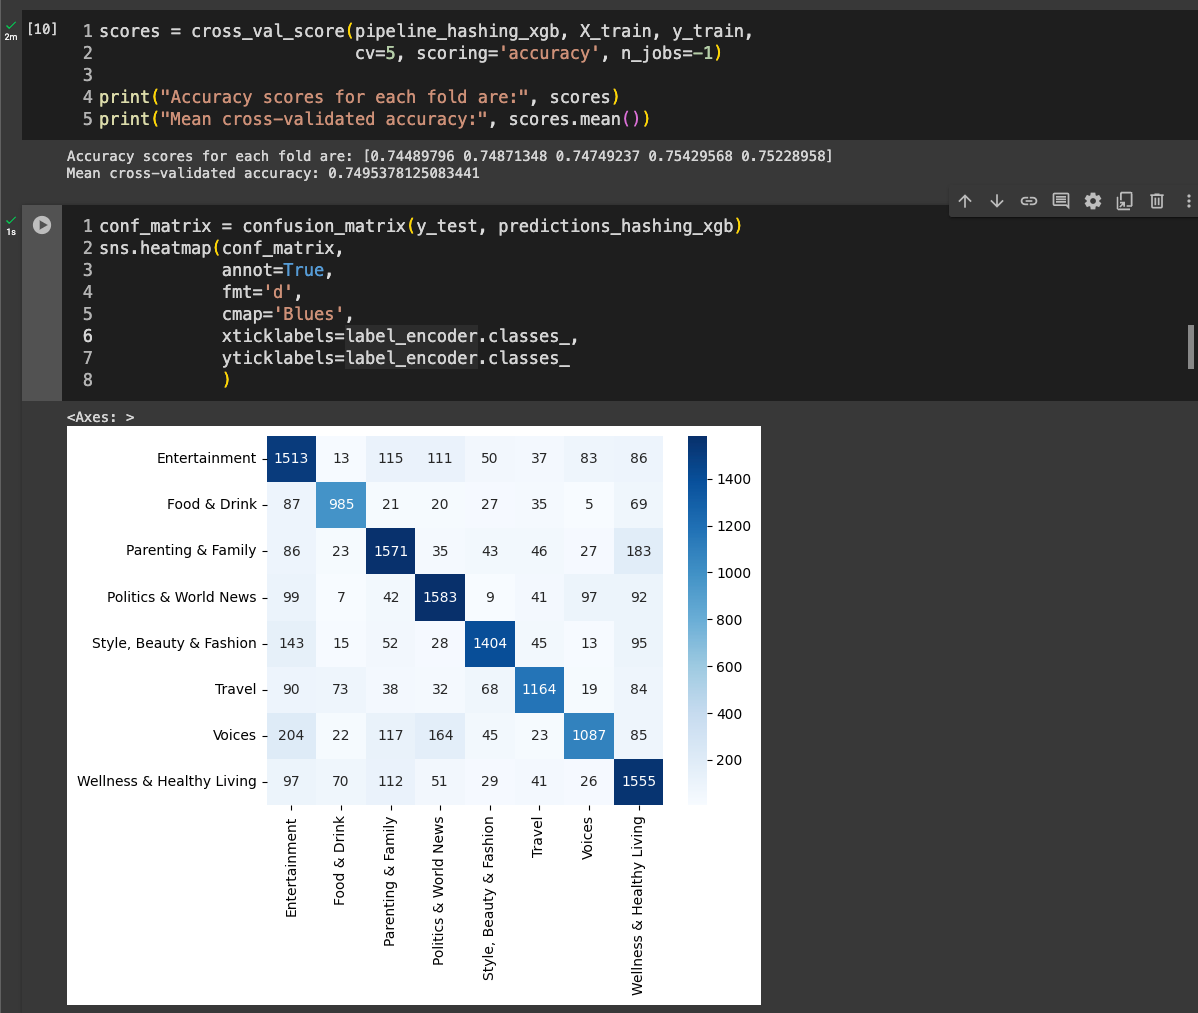 [10]
2m
1 scores = cross_val_score(pipeline_hashing_xgb, X_train, y_train,
2                          cv=5, scoring='accuracy', n_jobs=-1)
3
4 print("Accuracy scores for each fold are:", scores)
5 print("Mean cross-validated accuracy:", scores.mean())
Accuracy scores for each fold are: [0.74489796 0.74871348 0.74749237 0.75429568 0.75228958]
Mean cross-validated accuracy: 0.7495378125083441
1s
1 conf_matrix = confusion_matrix(y_test, predictions_hashing_xgb)
2 sns.heatmap(conf_matrix,
3             annot=True,
4             fmt='d',
5             cmap='Blues',
6             xticklabels=label_encoder.classes_,
7             yticklabels=label_encoder.classes_
8             )
<Axes: >
Entertainment 1513 13 115 111 50 37 83 86
Food & Drink 87 985 21 20 27 35 5 69
Parenting & Family 86 23 1571 35 43 46 27 183
Politics & World News 99 7 42 1583 9 41 97 92
Style, Beauty & Fashion 143 15 52 28 1404 45 13 95
Travel 90 73 38 32 68 1164 19 84
Voices 204 22 117 164 45 23 1087 85
Wellness & Healthy Living 97 70 112 51 29 41 26 1555
Entertainment
Food & Drink
Parenting & Family
Politics & World News
Style, Beauty & Fashion
Travel
Voices
Wellness & Healthy Living
1400
1200
1000
800
600
400
200